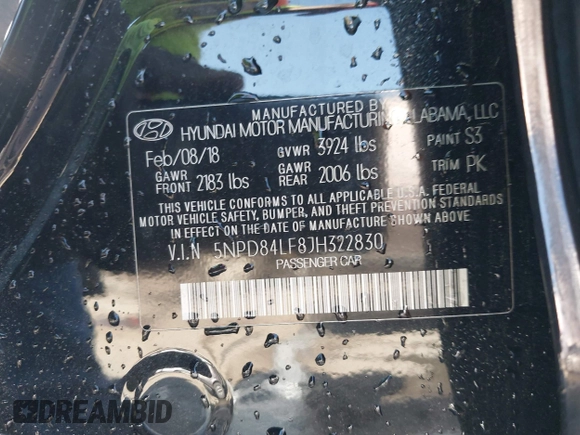 MANUFACTURED BY
HYUNDAI MOTOR MANUFACTURING ALABAMA, LLC
Feb/08/18 GVWR 3924 lbs PAINT S3
GAWR FRONT 2183 lbs GAWR REAR 2006 lbs TRIM PK
THIS VEHICLE CONFORMS TO ALL APPLICABLE U.S.A. FEDERAL
MOTOR VEHICLE SAFETY, BUMPER, AND THEFT PREVENTION STANDARDS
IN EFFECT ON THE DATE OF MANUFACTURE SHOWN ABOVE.
V.I.N 5NPD84LF8JH322830
PASSENGER CAR
DREAMBID